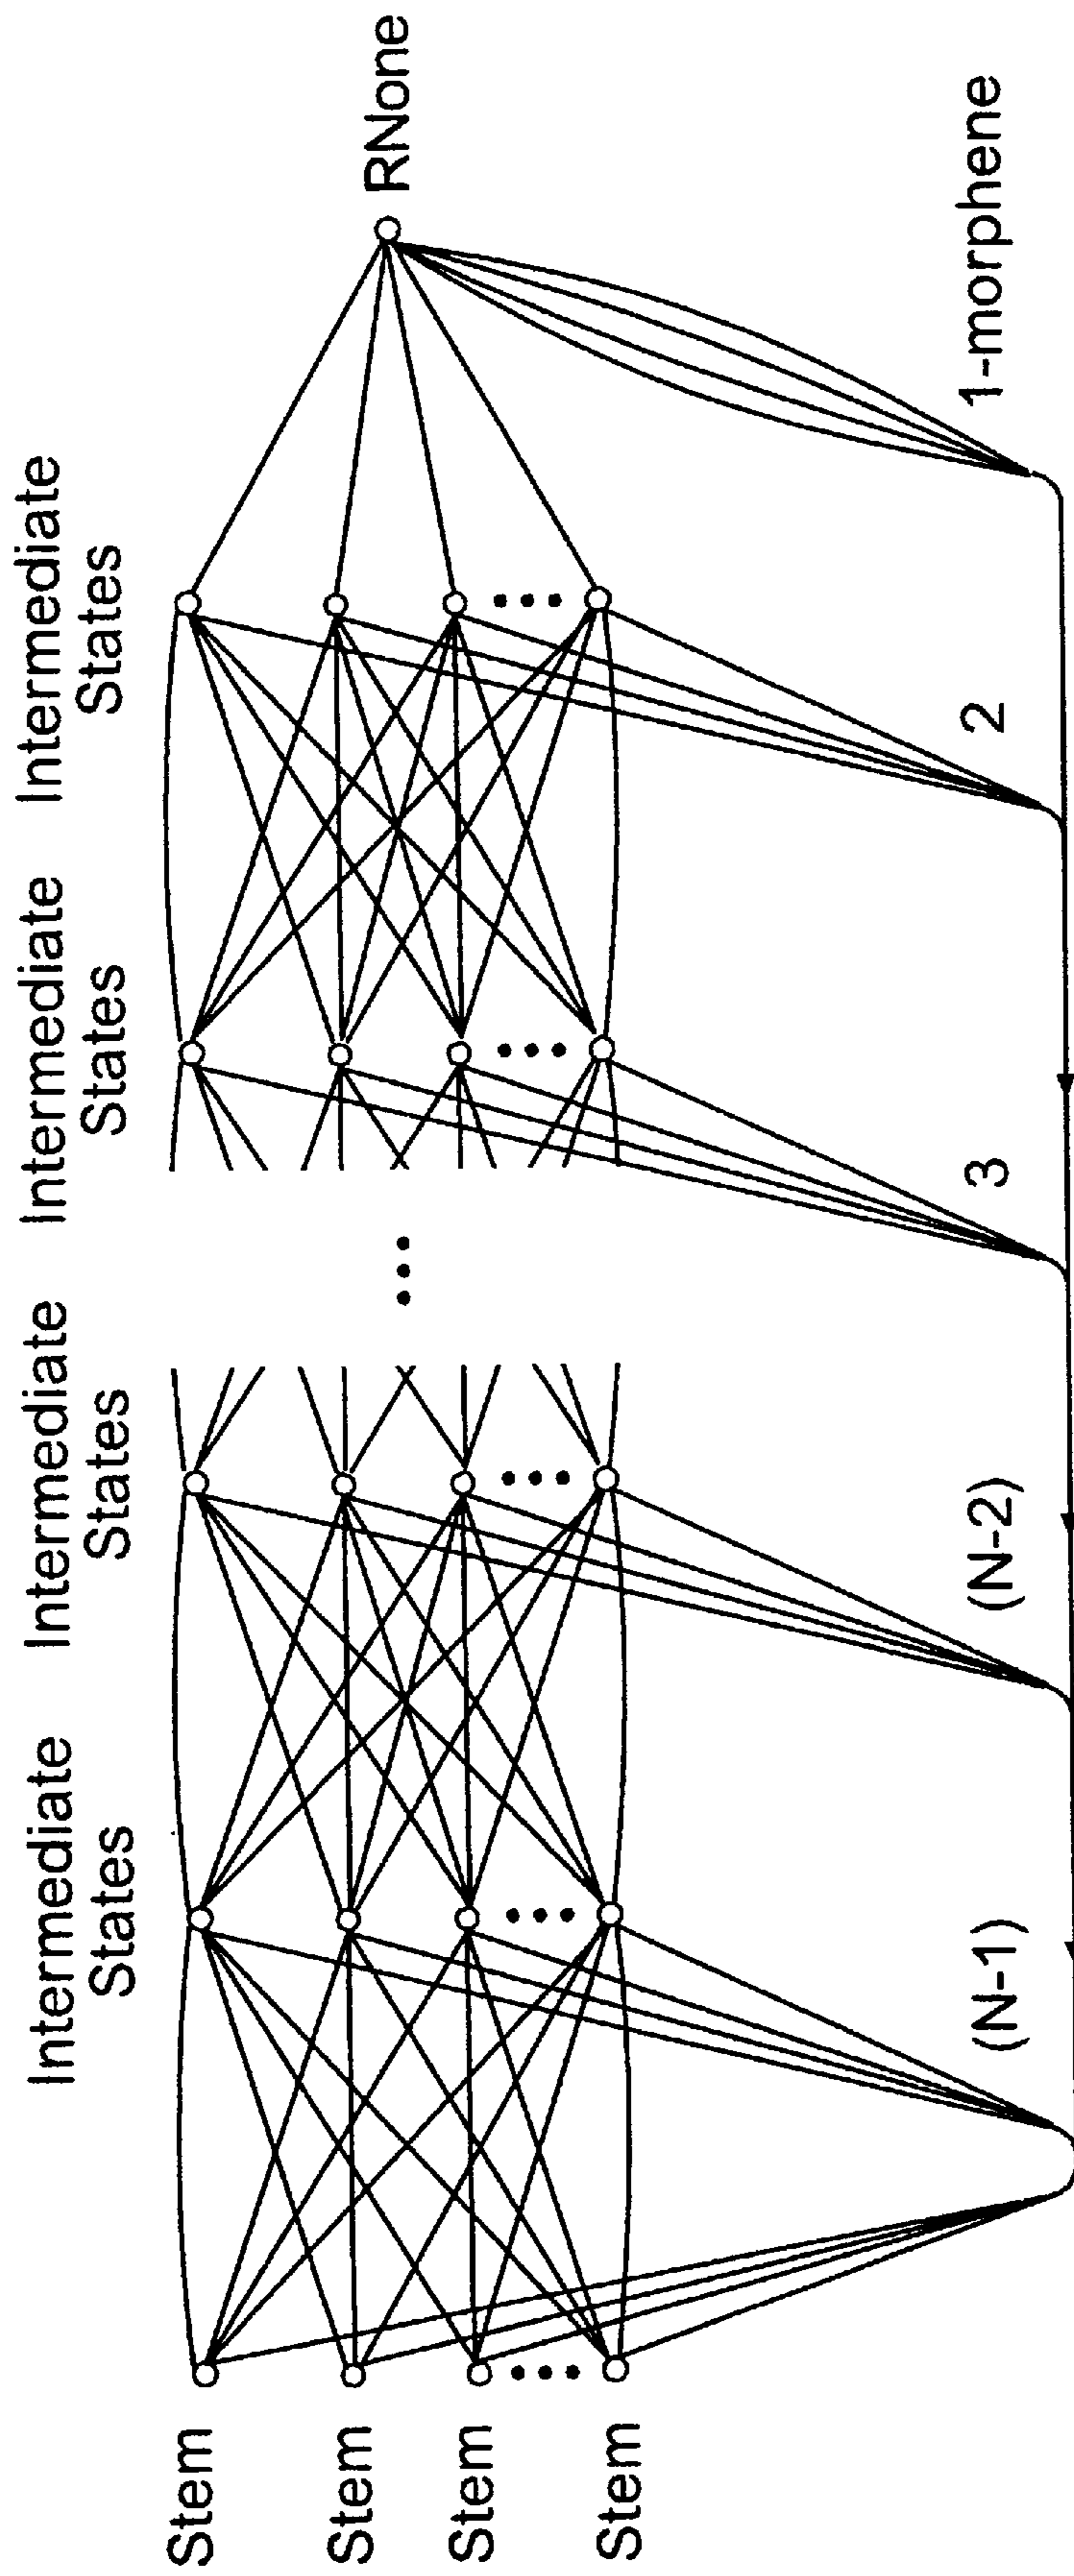 Intermediate
States
Intermediate
States
Intermediate
States
Intermediate
States
Stem
Stem
Stem
Stem
RNone
(N-1)
(N-2)
3
2
1-morphene